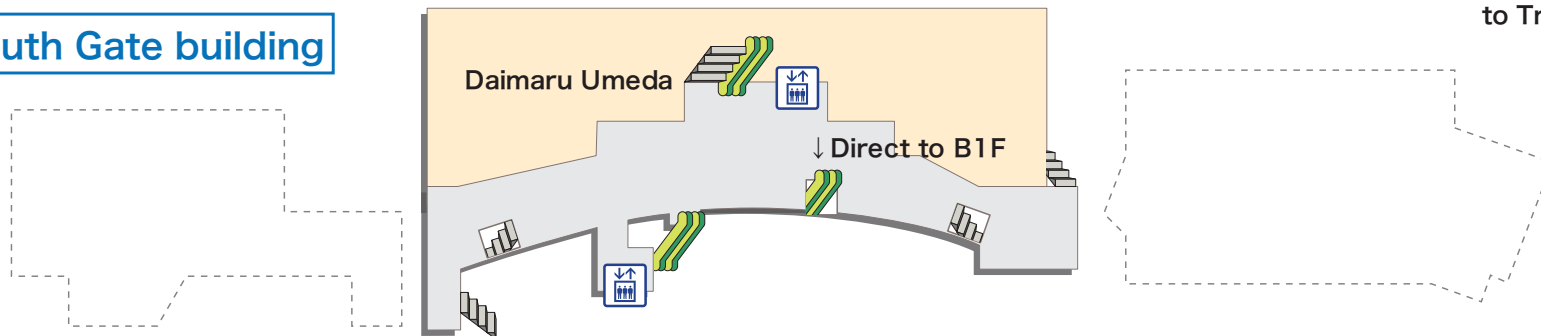 uth Gate building
to Tr
Daimaru Umeda
↓Direct to B1F